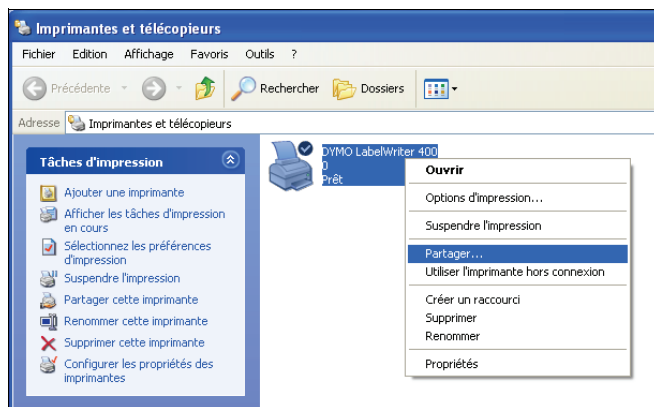 Imprimantes et télécopieurs
Fichier Edition Affichage Favoris Outils ?
Précédente Rechercher Dossiers
Adresse Imprimantes et télécopieurs
Tâches d'impression
Ajouter une imprimante
Afficher les tâches d'impression
en cours
Sélectionnez les préférences
d'impression
Suspendre l'impression
Partager cette imprimante
Renommer cette imprimante
Supprimer cette imprimante
Configurer les propriétés des
imprimantes
DYMO LabelWriter 400
0
Prêt
Ouvrir
Options d'impression...
Suspendre l'impression
Partager...
Utiliser l'imprimante hors connexion
Créer un raccourci
Supprimer
Renommer
Propriétés